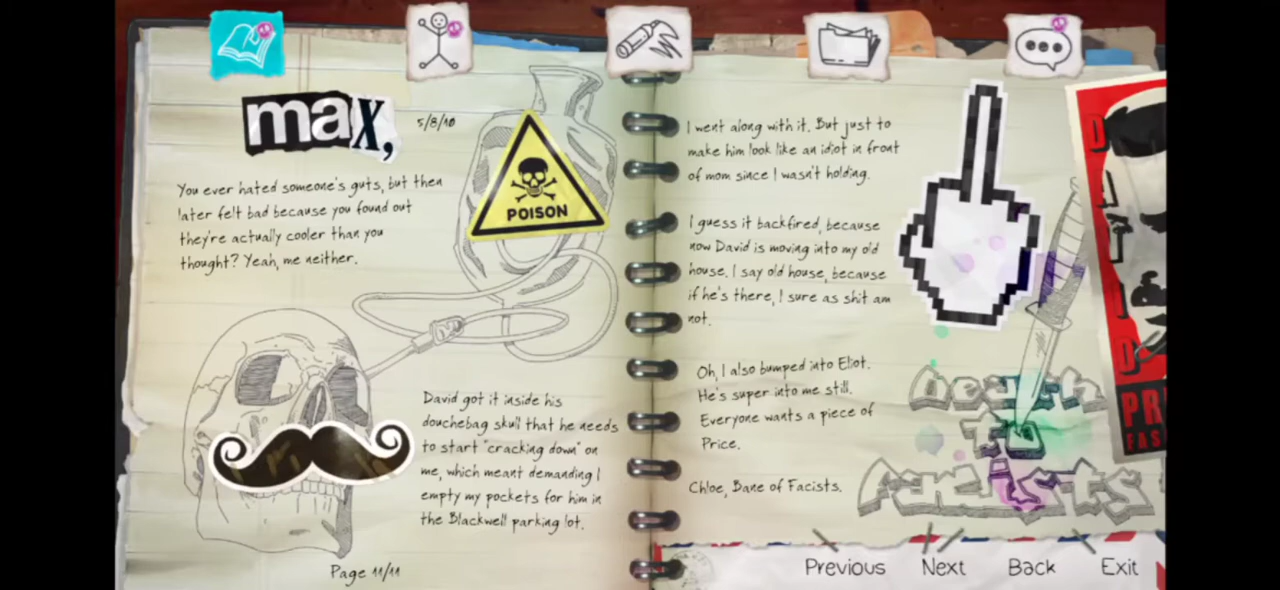 max,
5/8/10
POISON
You ever hated someone's guts, but then
later felt bad because you found out
they're actually cooler than you
thought? Yeah, me neither.
David got it inside his
douchebag skull that he needs
to start "cracking down" on
me, which meant demanding I
empty my pockets for him in
the Blackwell parking lot.
Page 11/11
I went along with it. But just to
make him look like an idiot in front
of mom since I wasn't holding.
I guess it backfired, because
now David is moving into my old
house. I say old house, because
if he's there, I sure as shit am
not.
Oh, I also bumped into Eliot.
He's super into me still.
Everyone wants a piece of
Price.
Chloe, Bane of Facists.
DAVID
PR
FAS
Death
to
Fascists
Previous
Next
Back
Exit